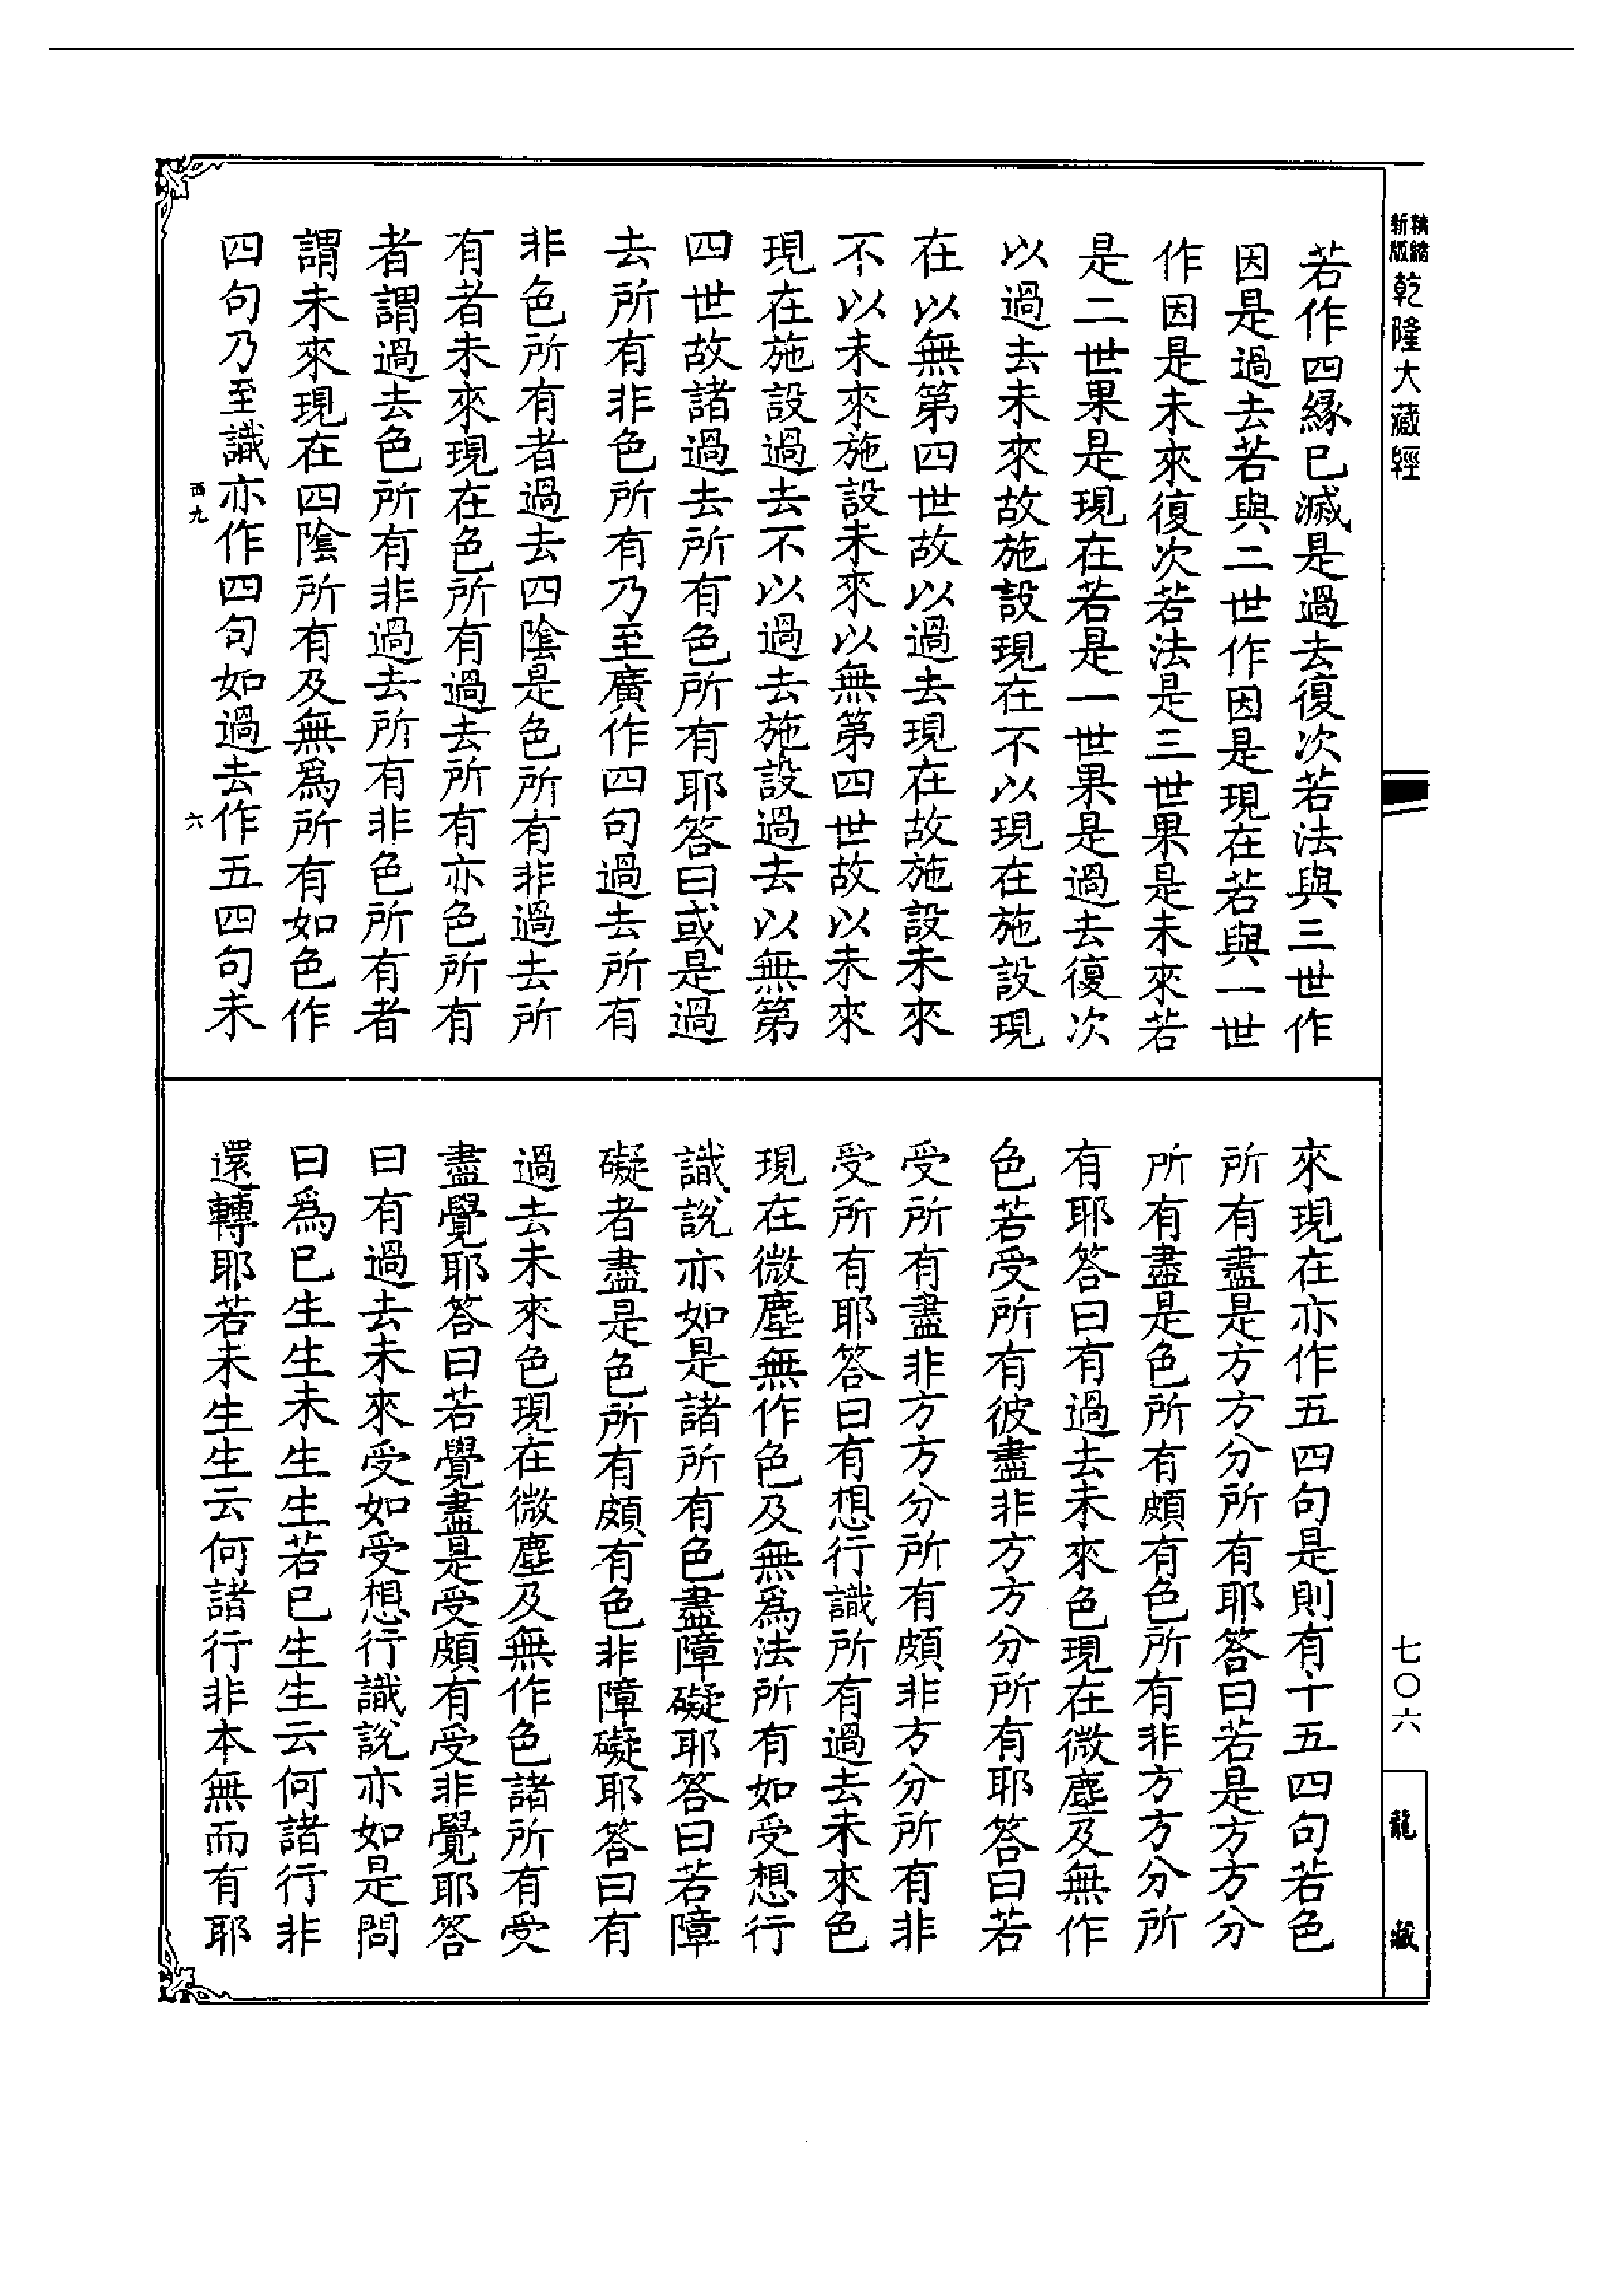 精縮
新版
乾隆大藏經
若作四緣已滅是過去復次若法與三世作
因是過去若與二世作因是現在若與一世
作因是未來復次若法是三世果是未來若
是二世果是現在若是一世果是過去復次
以過去未來故施設現在不以現在施設現
在以無第四世故以過去現在故施設未來
不以未來施設未來以無第四世故以未來
現在施設過去不以過去施設過去以無第
四世故諸過去所有色所有耶答曰或是過
去所有非色所有乃至廣作四句過去所有
非色所有者過去四陰是色所有非過去所
有者未來現在色所有過去所有亦色所有
者謂過去色所有非過去所有非色所有者
謂未來現在四陰所有及無為所有如色作
四句乃至識亦作四句如過去作五四句未
西九
六
來現在亦作五四句是則有十五四句若色
所有盡是方方分所有耶答曰若是方方分
所有盡是色所有頗有色所有非方方分所
有耶答曰有過去未來色現在微塵及無作
色若受所有彼盡非方方分所有耶答曰若
受所有盡非方方分所有頗非方分所有非
受所有耶答曰有想行識所有過去未來色
現在微塵無作色及無為法所有如受想行
識說亦如是諸所有色盡障礙耶答曰若障
礙者盡是色所有頗有色非障礙耶答曰有
過去未來色現在微塵及無作色諸所有受
盡覺耶答曰若覺盡是受頗有受非覺耶答
曰有過去未來受如受想行識說亦如是問
曰為已生生未生生若已生生云何諸行非
還轉耶若未生生云何諸行非本無而有耶
七〇六
龍藏